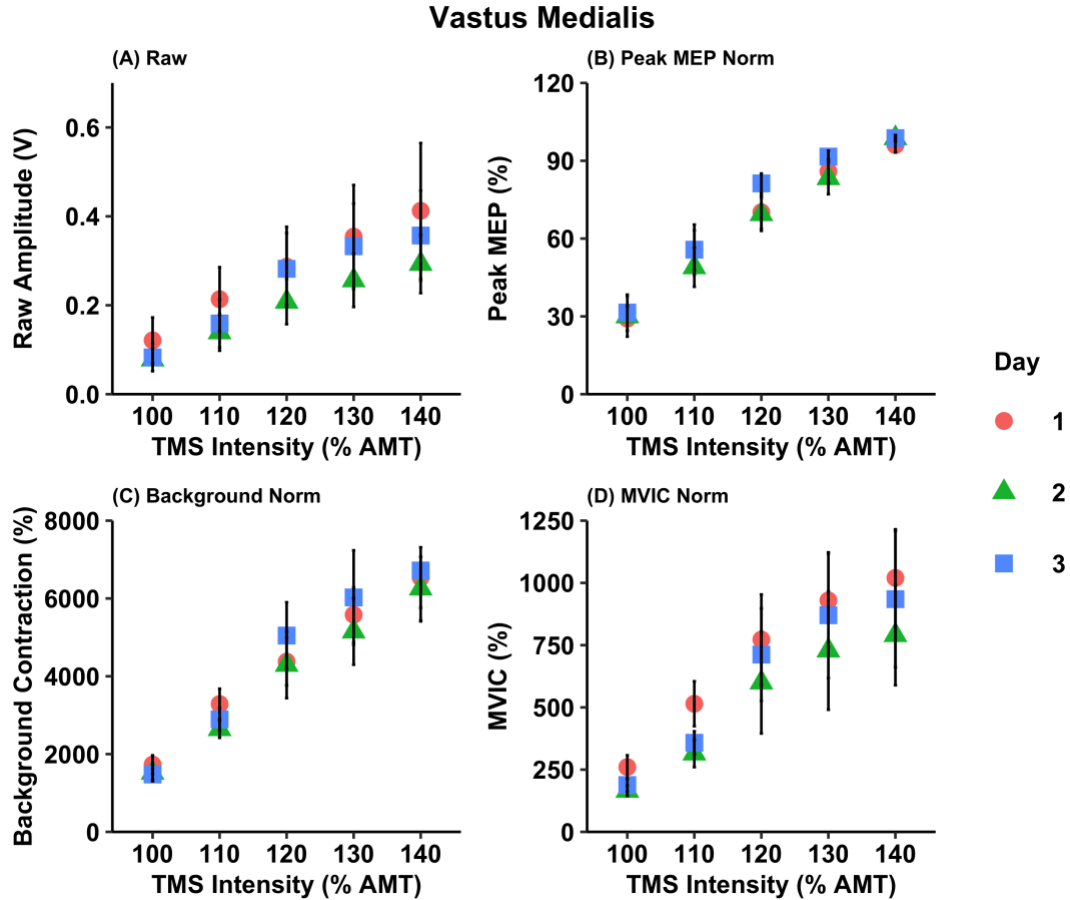 Vastus Medialis
(A) Raw
Raw Amplitude (V)
0.6
0.4
0.2
0.0
100 110 120 130 140
TMS Intensity (% AMT)
(B) Peak MEP Norm
Peak MEP (%)
120
90
60
30
0
100 110 120 130 140
TMS Intensity (% AMT)
(C) Background Norm
Background Contraction (%)
8000
6000
4000
2000
0
100 110 120 130 140
TMS Intensity (% AMT)
(D) MVIC Norm
MVIC (%)
1250
1000
750
500
250
0
100 110 120 130 140
TMS Intensity (% AMT)
Day
1
2
3